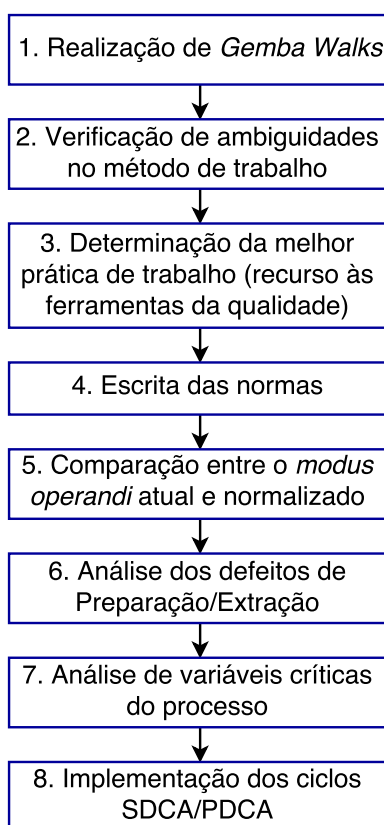 1. Realização de Gemba Walks
2. Verificação de ambiguidades
no método de trabalho
3. Determinação da melhor
prática de trabalho (recurso às
ferramentas da qualidade)
4. Escrita das normas
5. Comparação entre o modus
operandi atual e normalizado
6. Análise dos defeitos de
Preparação/Extração
7. Análise de variáveis críticas
do processo
8. Implementação dos ciclos
SDCA/PDCA